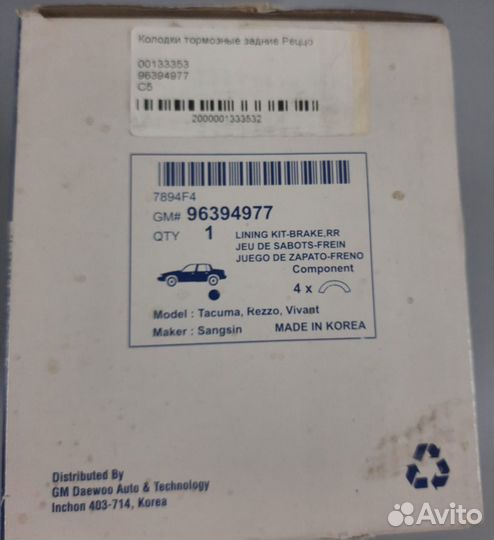 Колодки тормозные задние Реццо
00133353
96394977
C5
2000001333532
7894F4
GM# 96394977
QTY 1 LINING KIT-BRAKE,RR
JEU DE SABOTS-FREIN
JUEGO DE ZAPATO-FRENO
Component
4 x
Model : Tacuma, Rezzo, Vivant
Maker : Sangsin MADE IN KOREA
Distributed By
GM Daewoo Auto & Technology
Inchon 403-714, Korea
Avito